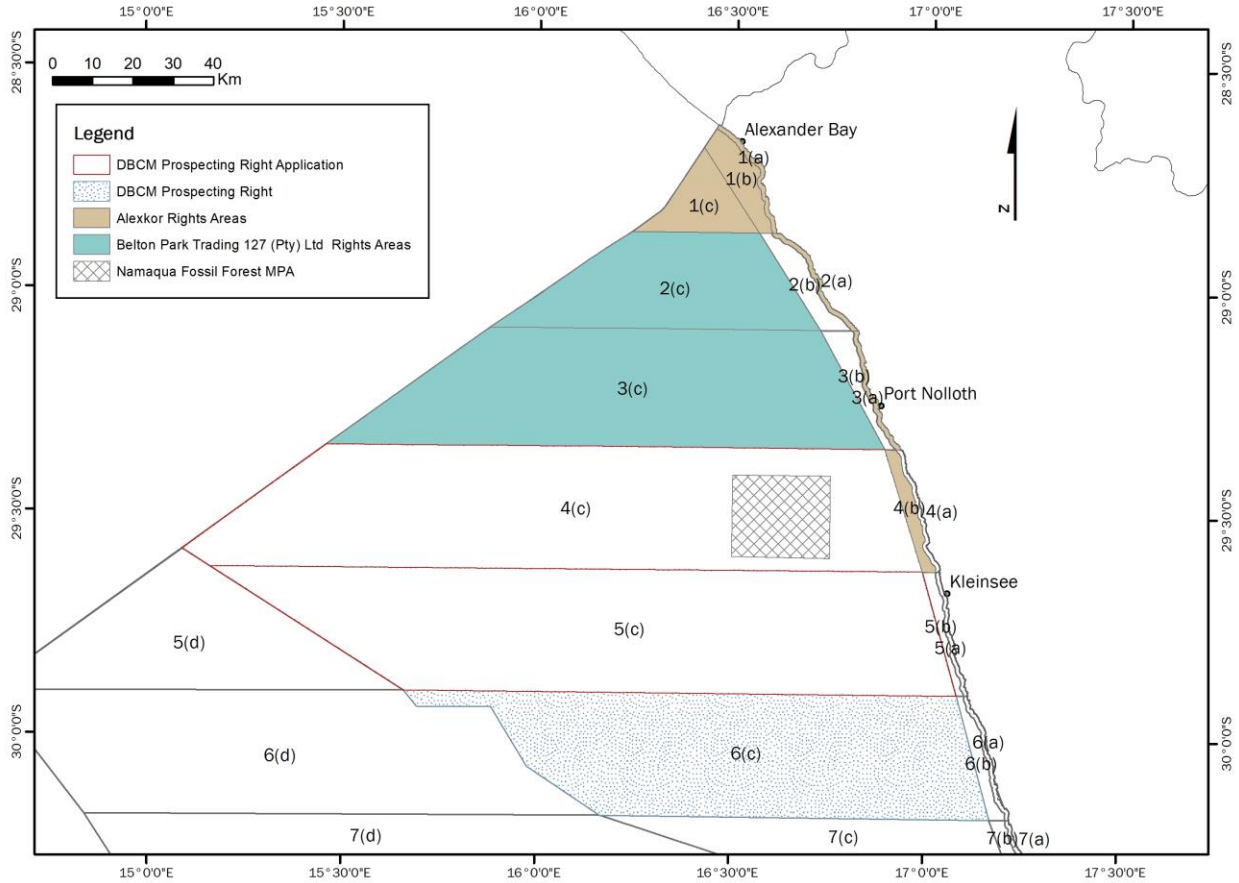 15°0'0"E 15°30'0"E 16°0'0"E 16°30'0"E 17°0'0"E 17°30'0"E
28°30'0"S
28°30'0"S
0 10 20 30 40
Km
Legend
DBCM Prospecting Right Application
DBCM Prospecting Right
Alexkor Rights Areas
Belton Park Trading 127 (Pty) Ltd Rights Areas
Namaqua Fossil Forest MPA
N
Alexander Bay
1(a)
1(b)
1(c)
29°0'0"S
29°0'0"S
2(c)
2(b)
2(a)
3(c)
3(b)
3(a)
Port Nolloth
29°30'0"S
29°30'0"S
4(c)
4(b)
4(a)
Kleinsee
5(d)
5(c)
5(b)
5(a)
30°0'0"S
30°0'0"S
6(d)
6(c)
6(a)
6(b)
7(d)
7(c)
7(b)
7(a)
15°0'0"E 15°30'0"E 16°0'0"E 16°30'0"E 17°0'0"E 17°30'0"E